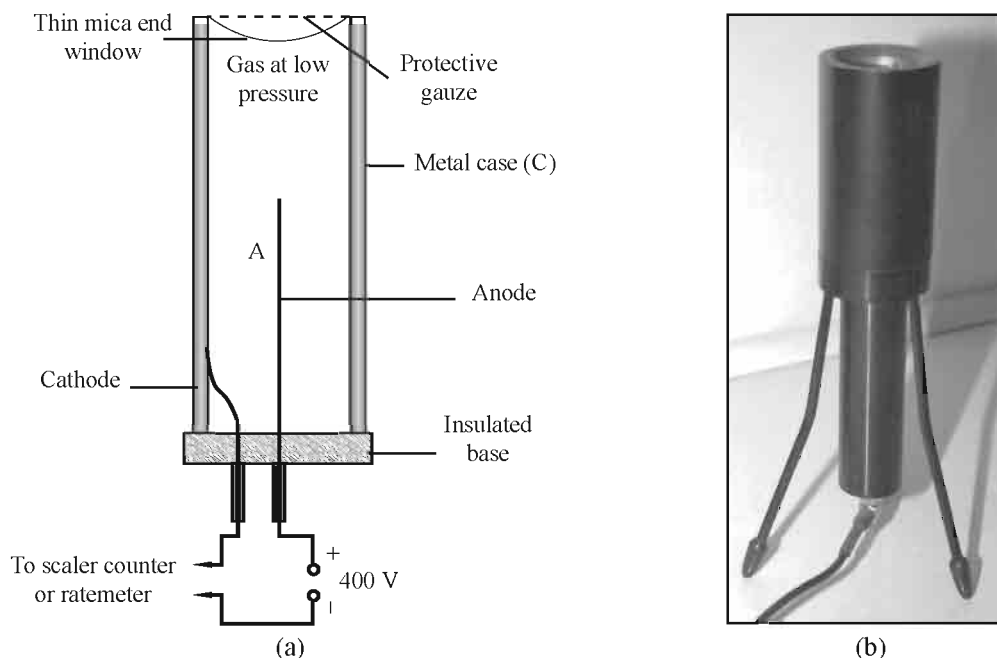 Thin mica end
window
Gas at low
pressure
Protective
gauze
Metal case (C)
A
Anode
Cathode
Insulated
base
To scaler counter
or ratemeter
+
400 V
–
(a)
(b)